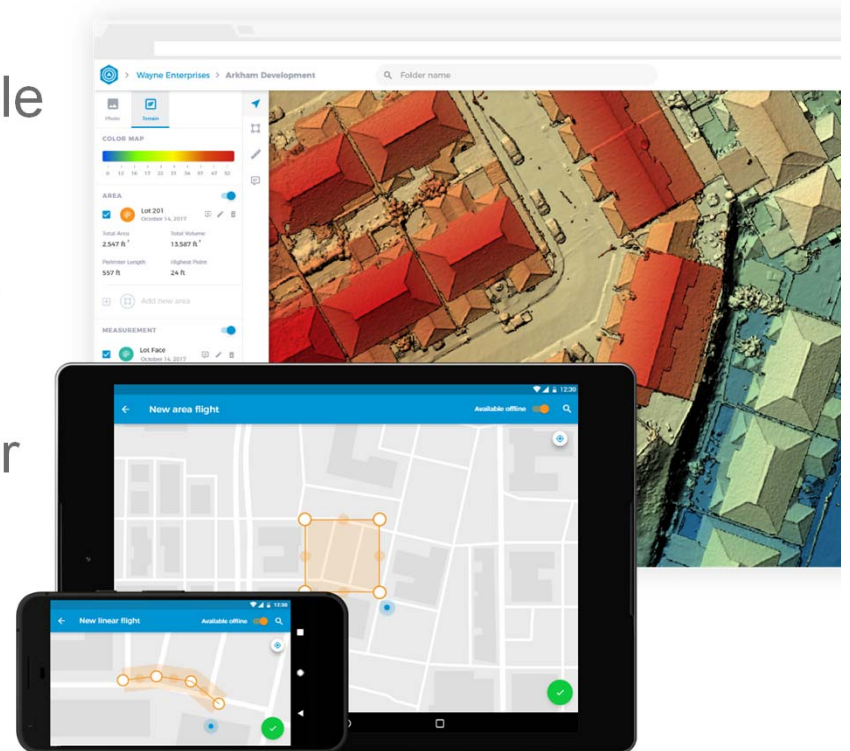 le
r
Wayne Enterprises > Arkham Development
Folder name
Photo
Terrain
COLOR MAP
AREA
Lot 201
October 14, 2017
Total Area
Total Volume
2.547 ft²
13.587 ft³
Perimeter Length
Highest Point
557 ft
24 ft
Add new area
MEASUREMENT
Lot Face
October 14, 2017
12:30
New area flight
Available offline
12:30
New linear flight
Available offline